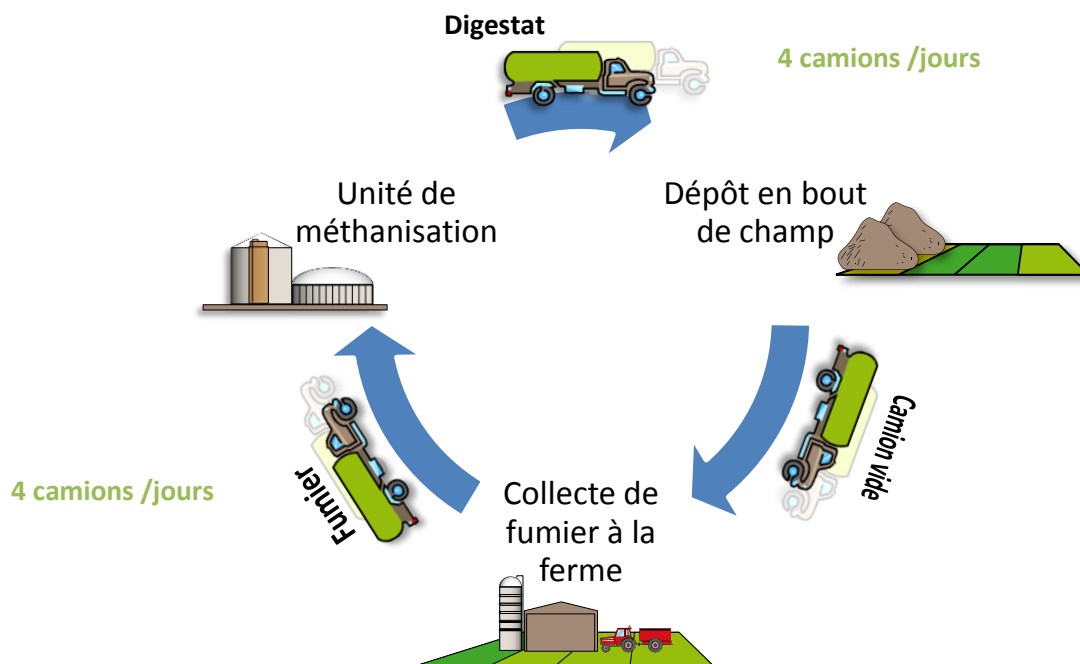 Digestat
4 camions /jours
Unité de
méthanisation
Dépôt en bout
de champ
Camion vide
Fumier
4 camions /jours
Collecte de
fumier à la
ferme